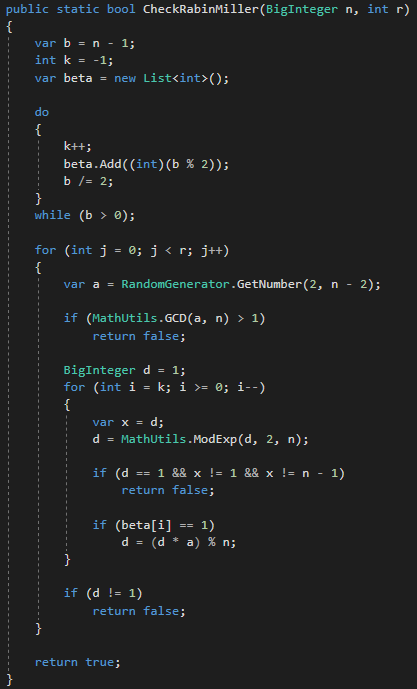 public static bool CheckRabinMiller(BigInteger n, int r)
{
    var b = n - 1;
    int k = -1;
    var beta = new List<int>();

    do
    {
        k++;
        beta.Add((int)(b % 2));
        b /= 2;
    }
    while (b > 0);

    for (int j = 0; j < r; j++)
    {
        var a = RandomGenerator.GetNumber(2, n - 2);

        if (MathUtils.GCD(a, n) > 1)
            return false;

        BigInteger d = 1;
        for (int i = k; i >= 0; i--)
        {
            var x = d;
            d = MathUtils.ModExp(d, 2, n);

            if (d == 1 && x != 1 && x != n - 1)
                return false;

            if (beta[i] == 1)
                d = (d * a) % n;
        }

        if (d != 1)
            return false;
    }

    return true;
}